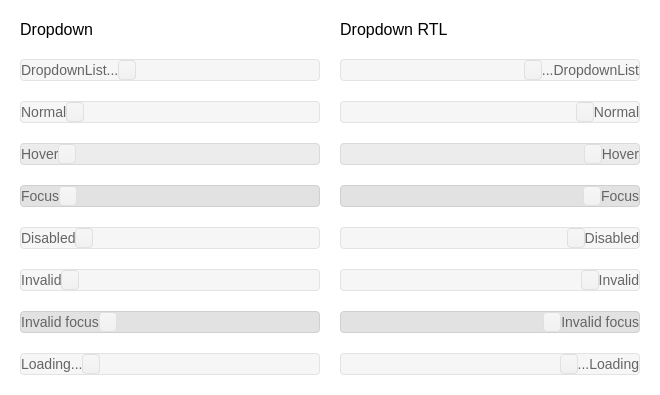 Dropdown
DropdownList...
Normal
Hover
Focus
Disabled
Invalid
Invalid focus
Loading...
Dropdown RTL
...DropdownList
Normal
Hover
Focus
Disabled
Invalid
Invalid focus
...Loading